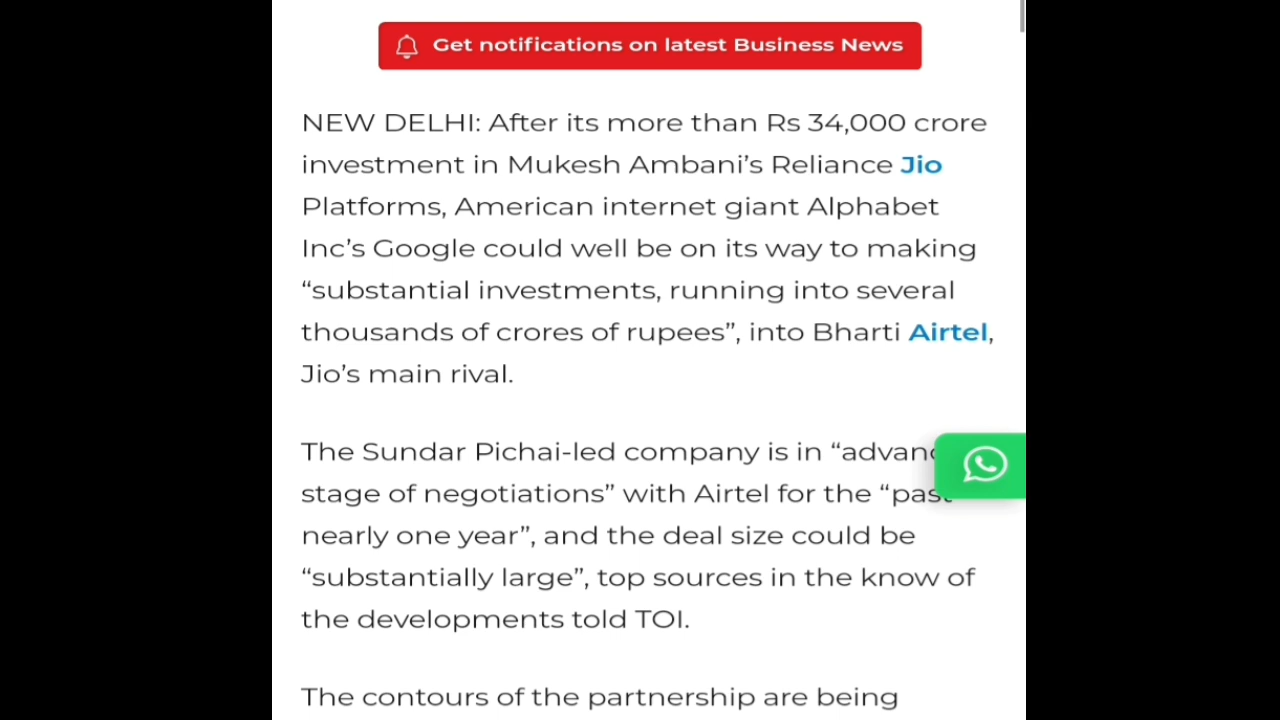 Get notifications on latest Business News
NEW DELHI: After its more than Rs 34,000 crore
investment in Mukesh Ambani’s Reliance Jio
Platforms, American internet giant Alphabet
Inc’s Google could well be on its way to making
“substantial investments, running into several
thousands of crores of rupees”, into Bharti Airtel,
Jio’s main rival.
The Sundar Pichai-led company is in
stage of negotiations” with Airtel for the “past
nearly one year”, and the deal size could be
“substantially large”, top sources in the know of
the developments told TOI.
The contours of the partnership are being